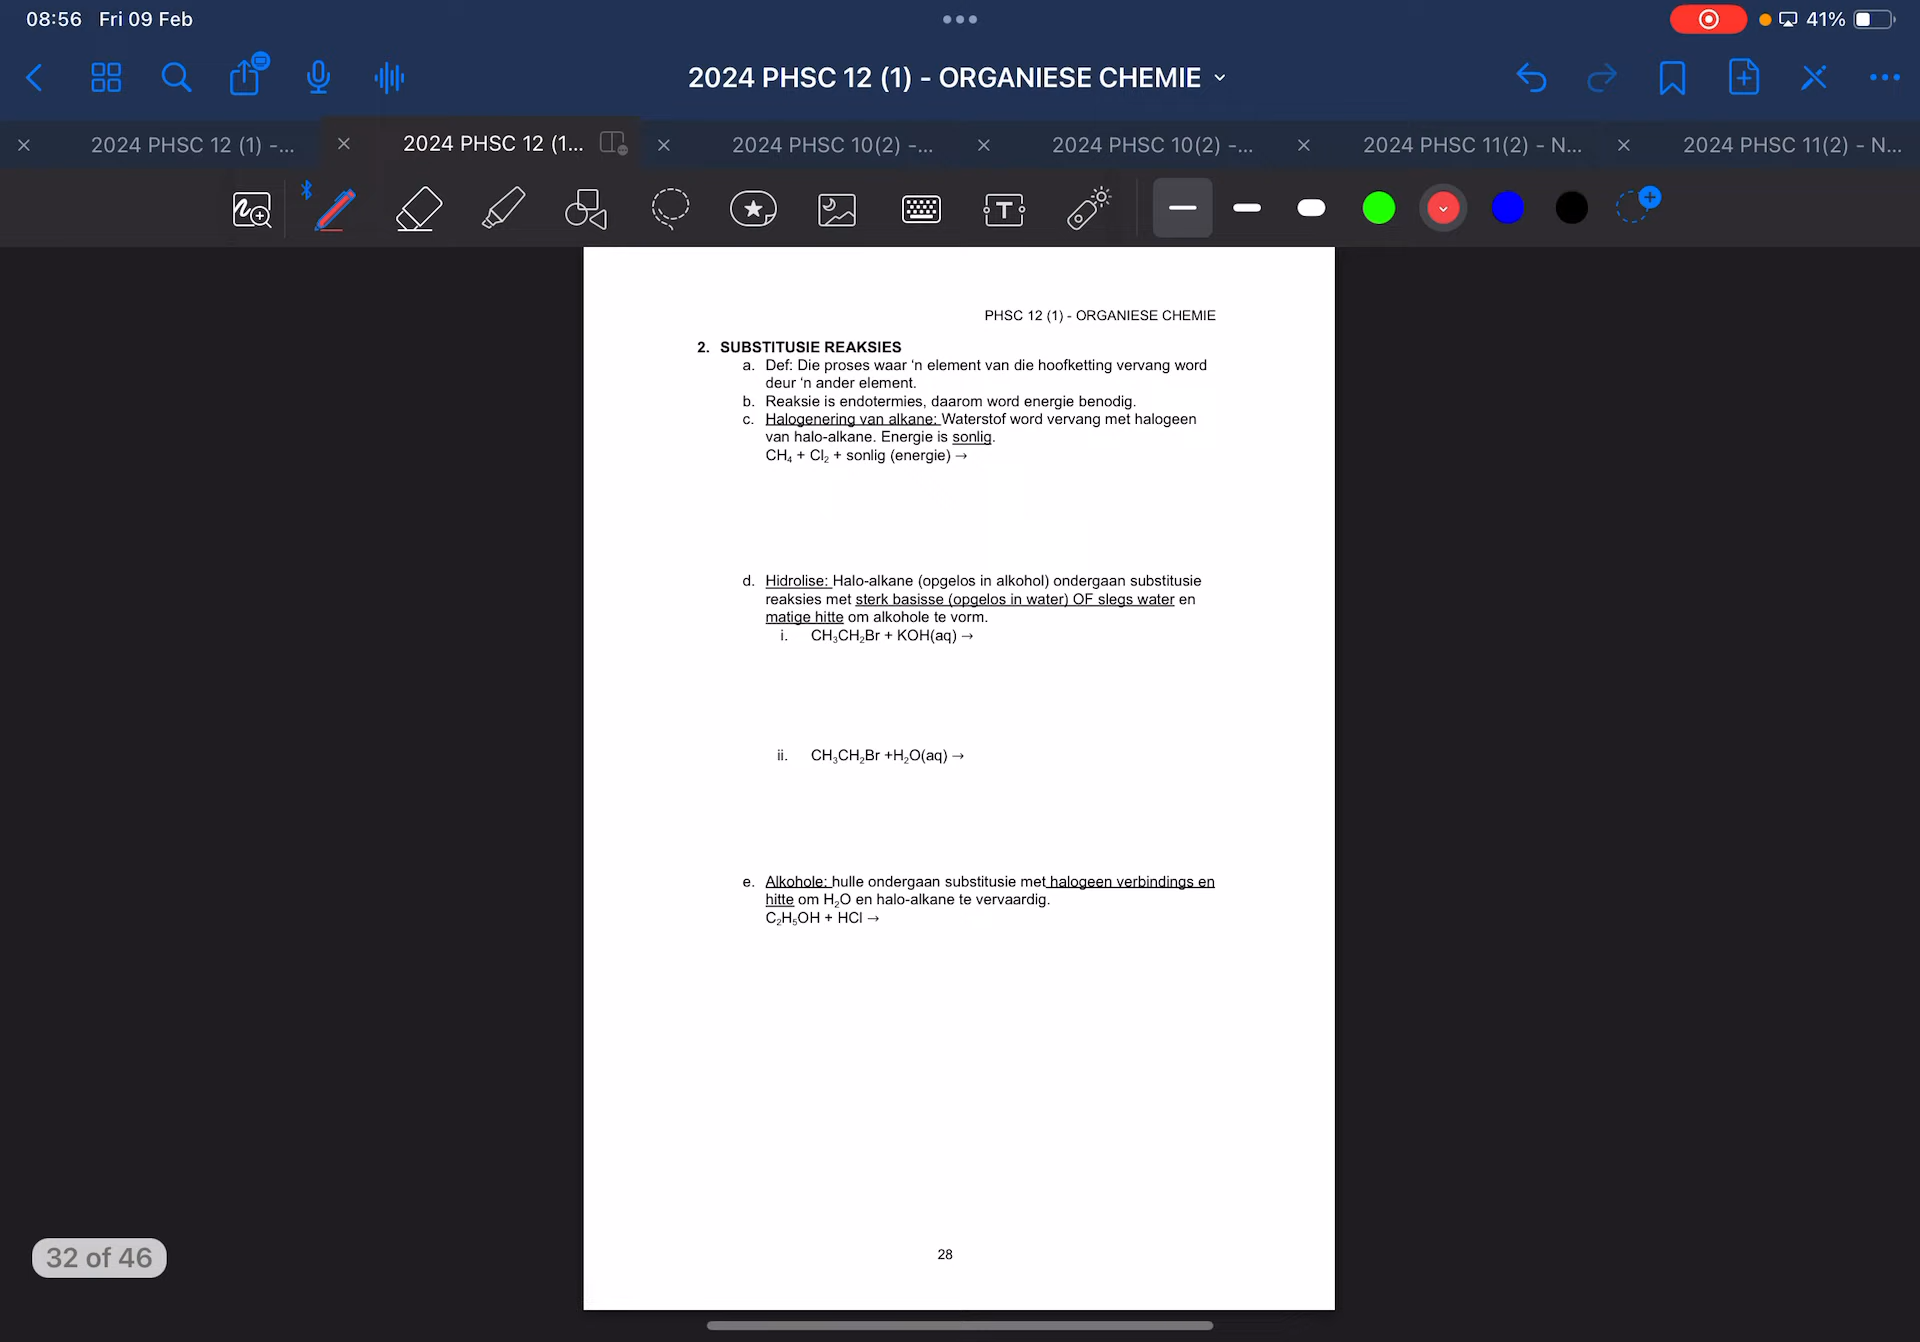 08:56 Fri 09 Feb
41%
2024 PHSC 12 (1) - ORGANIESE CHEMIE
2024 PHSC 12 (1) -... 2024 PHSC 12 (1... 2024 PHSC 10(2) -... 2024 PHSC 10(2) -... 2024 PHSC 11(2) - N... 2024 PHSC 11(2) - N...
PHSC 12 (1) - ORGANIESE CHEMIE
2. SUBSTITUSIE REAKSIES
a. Def: Die proses waar ‘n element van die hoofketting vervang word
deur ‘n ander element.
b. Reaksie is endotermies, daarom word energie benodig.
c. Halogenering van alkane: Waterstof word vervang met halogeen
van halo-alkane. Energie is sonlig.
CH₄ + Cl₂ + sonlig (energie) →
d. Hidrolise: Halo-alkane (opgelos in alkohol) ondergaan substitusie
reaksies met sterk basisse (opgelos in water) OF slegs water en
matige hitte om alkohole te vorm.
i. CH₃CH₂Br + KOH(aq) →
ii. CH₃CH₂Br +H₂O(aq) →
e. Alkohole: hulle ondergaan substitusie met halogeen verbindings en
hitte om H₂O en halo-alkane te vervaardig.
C₂H₅OH + HCl →
28
32 of 46